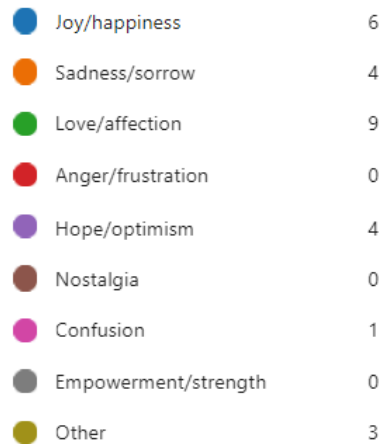 Joy/happiness 6
Sadness/sorrow 4
Love/affection 9
Anger/frustration 0
Hope/optimism 4
Nostalgia 0
Confusion 1
Empowerment/strength 0
Other 3